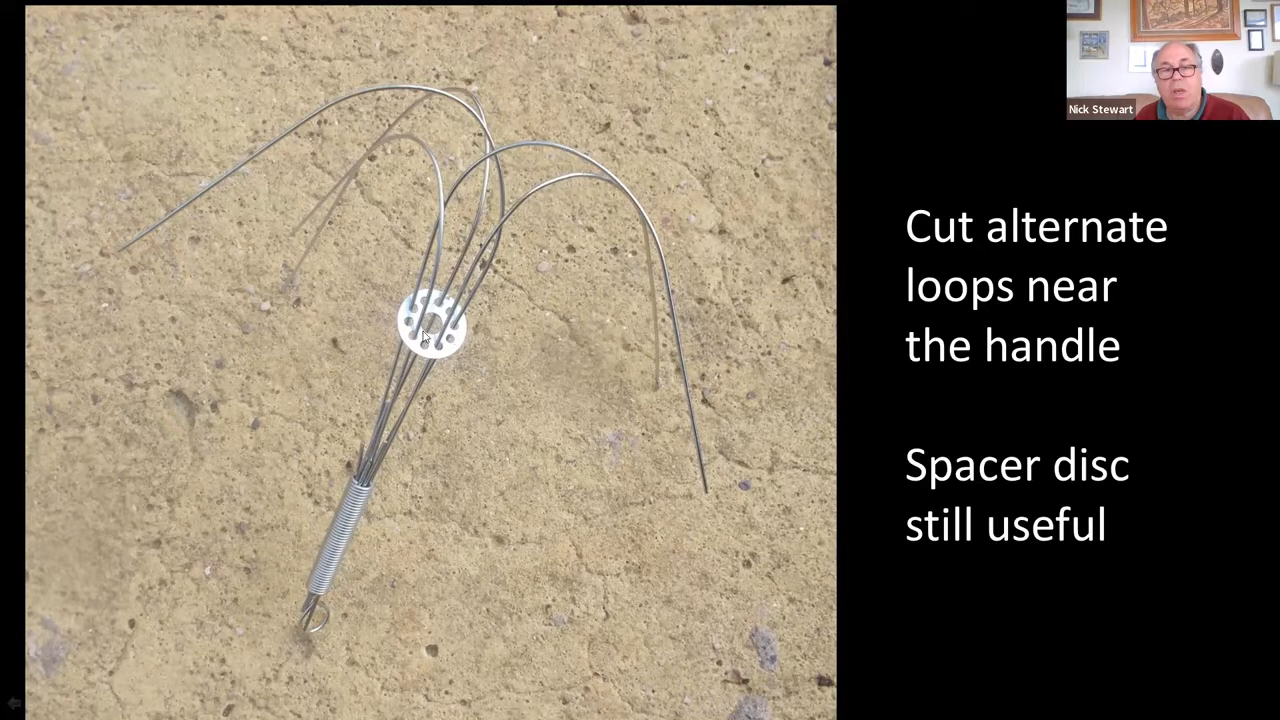 Nick Stewart
Cut alternate
loops near
the handle
Spacer disc
still useful